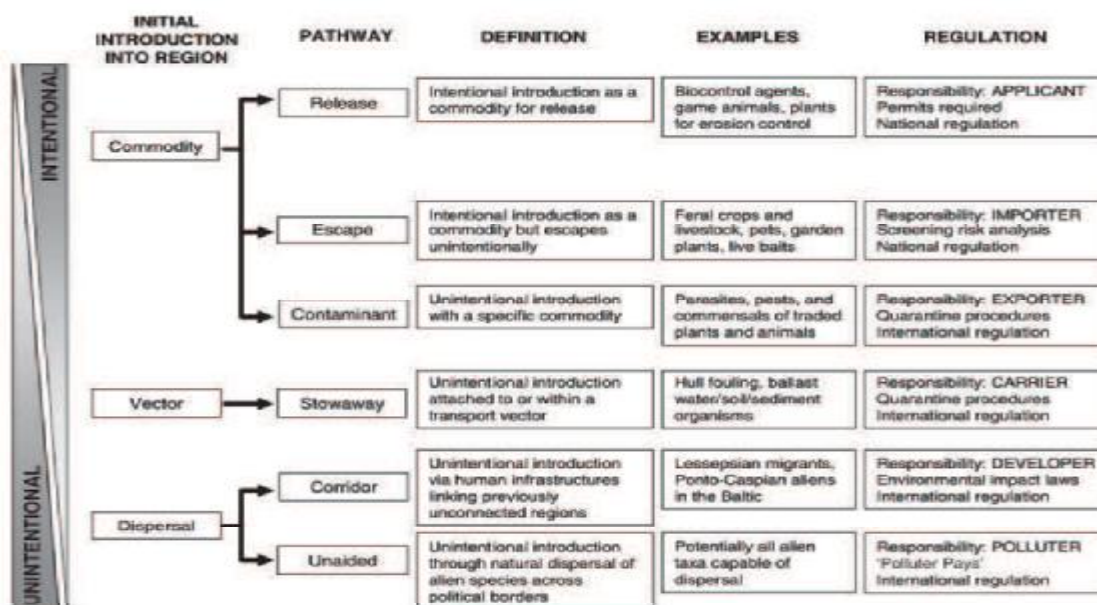 INITIAL
INTRODUCTION
INTO REGION
PATHWAY
DEFINITION
EXAMPLES
REGULATION
INTENTIONAL
UNINTENTIONAL
Commodity
Release
Intentional introduction as a
commodity for release
Biocontrol agents,
game animals, plants
for erosion control
Responsibility: APPLICANT
Permits required
National regulation
Escape
Intentional introduction as a
commodity but escapes
unintentionally
Feral crops and
livestock, pets, garden
plants, live baits
Responsibility: IMPORTER
Screening risk analysis
National regulation
Contaminant
Unintentional introduction
with a specific commodity
Parasites, pests, and
commensals of traded
plants and animals
Responsibility: EXPORTER
Quarantine procedures
International regulation
Vector
Stowaway
Unintentional introduction
attached to or within a
transport vector
Hull fouling, ballast
water/soil/sediment
organisms
Responsibility: CARRIER
Quarantine procedures
International regulation
Dispersal
Corridor
Unintentional introduction
via human infrastructures
linking previously
unconnected regions
Lessepsian migrants,
Ponto-Caspian aliens
in the Baltic
Responsibility: DEVELOPER
Environmental impact laws
International regulation
Unaided
Unintentional introduction
through natural dispersal of
alien species across
political borders
Potentially all alien
taxa capable of
dispersal
Responsibility: POLLUTER
'Polluter Pays'
International regulation